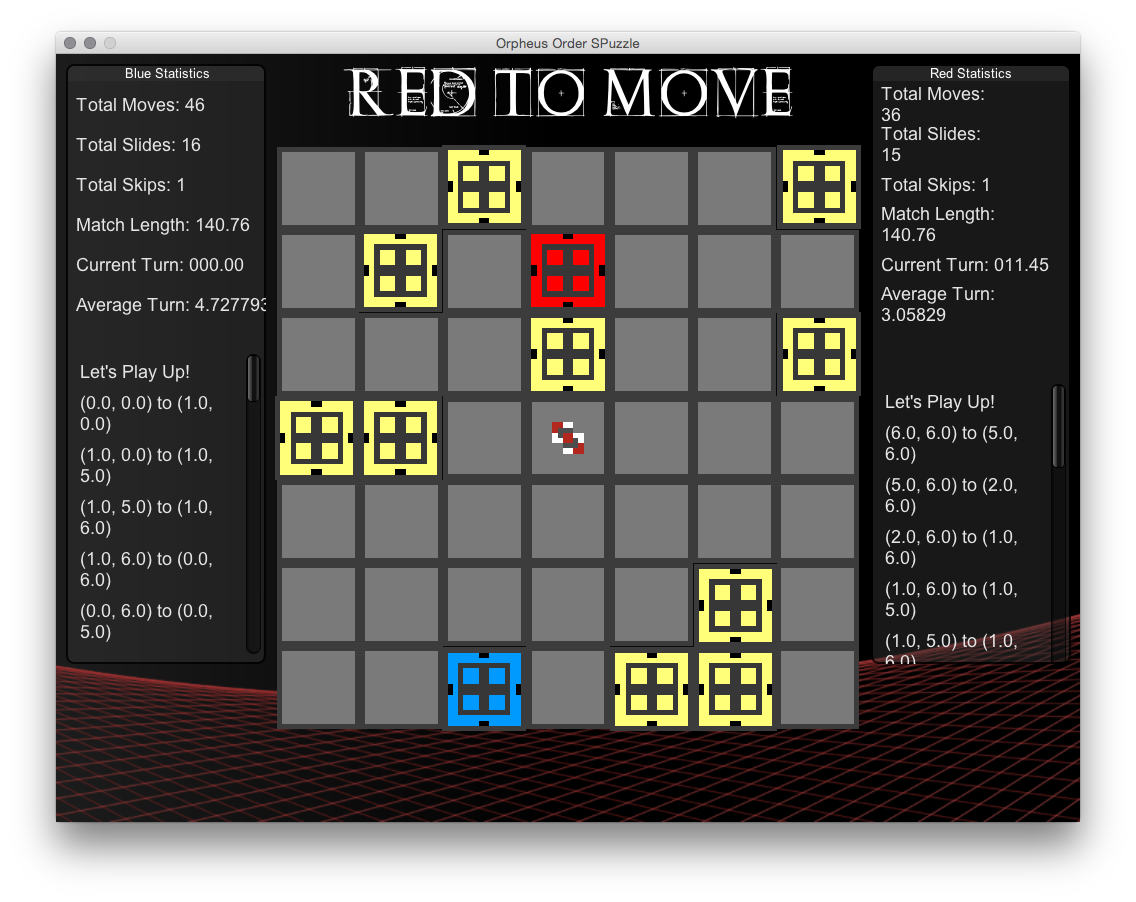 Orpheus Order SPuzzle
Blue Statistics
Total Moves: 46
Total Slides: 16
Total Skips: 1
Match Length: 140.76
Current Turn: 000.00
Average Turn: 4.727793
Let's Play Up!
(0.0, 0.0) to (1.0,
0.0)
(1.0, 0.0) to (1.0,
5.0)
(1.0, 5.0) to (1.0,
6.0)
(1.0, 6.0) to (0.0,
6.0)
(0.0, 6.0) to (0.0,
5.0)
RED TO MOVE
Red Statistics
Total Moves:
36
Total Slides:
15
Total Skips: 1
Match Length:
140.76
Current Turn: 011.45
Average Turn:
3.05829
Let's Play Up!
(6.0, 6.0) to (5.0,
6.0)
(5.0, 6.0) to (2.0,
6.0)
(2.0, 6.0) to (1.0,
6.0)
(1.0, 6.0) to (1.0,
5.0)
(1.0, 5.0) to (1.0,
6.0)